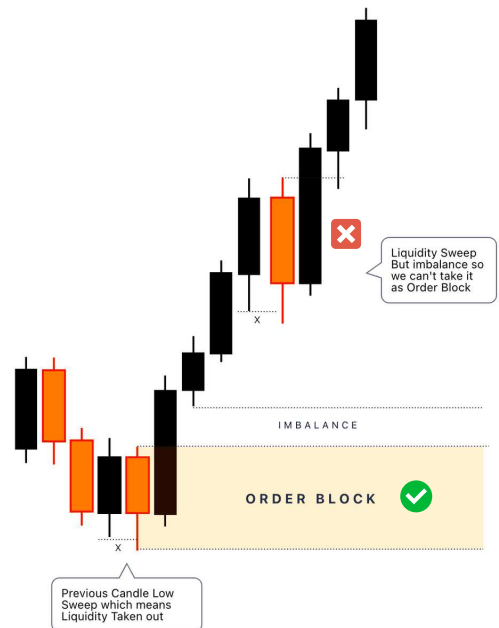 X
Liquidity Sweep
But imbalance so
we can't take it
as Order Block
IMBALANCE
ORDER BLOCK
X
Previous Candle Low
Sweep which means
Liquidity Taken out